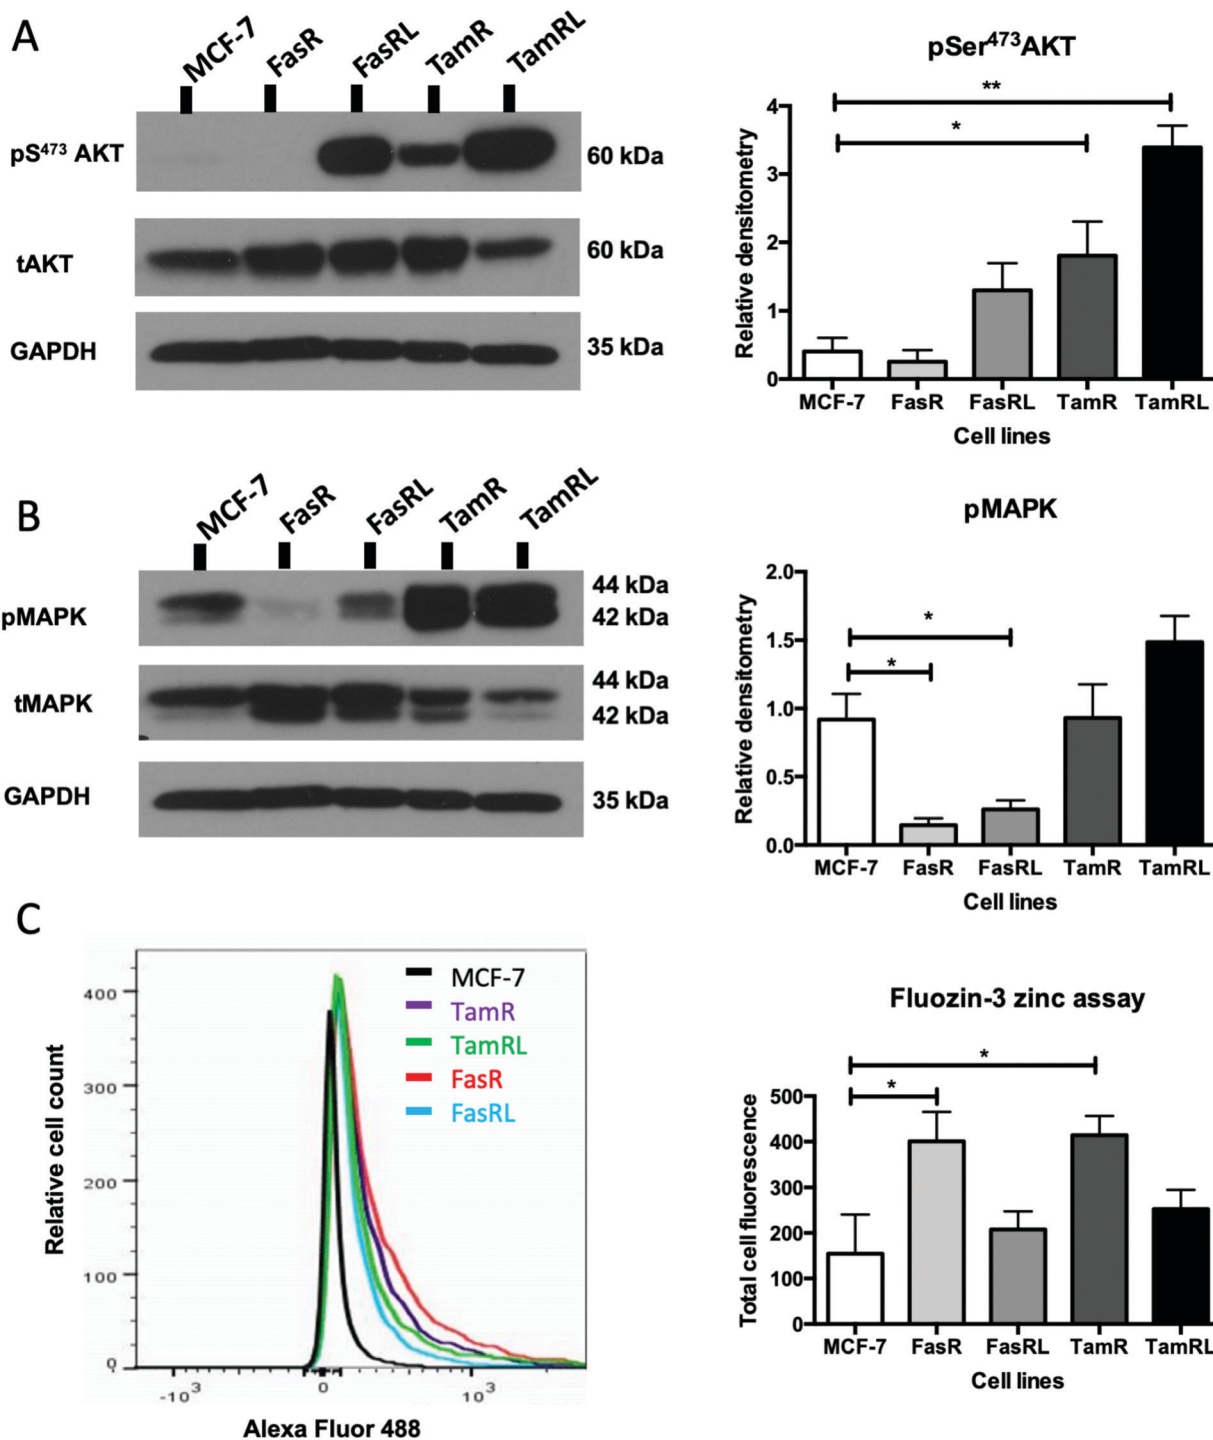 A
MCF-7
FasR
FasRL
TamR
TamRL
pS⁴⁷³ AKT
60 kDa
tAKT
60 kDa
GAPDH
35 kDa
pSer⁴⁷³AKT
**
*
4
3
2
1
0
Relative densitometry
MCF-7 FasR FasRL TamR TamRL
Cell lines
B
MCF-7
FasR
FasRL
TamR
TamRL
pMAPK
44 kDa
42 kDa
tMAPK
44 kDa
42 kDa
GAPDH
35 kDa
pMAPK
*
*
2.0
1.5
1.0
0.5
0.0
Relative densitometry
MCF-7 FasR FasRL TamR TamRL
Cell lines
C
MCF-7
TamR
TamRL
FasR
FasRL
400
300
200
100
0
Relative cell count
-10³ 0 10³
Alexa Fluor 488
Fluozin-3 zinc assay
*
*
500
400
300
200
100
0
Total cell fluorescence
MCF-7 FasR FasRL TamR TamRL
Cell lines